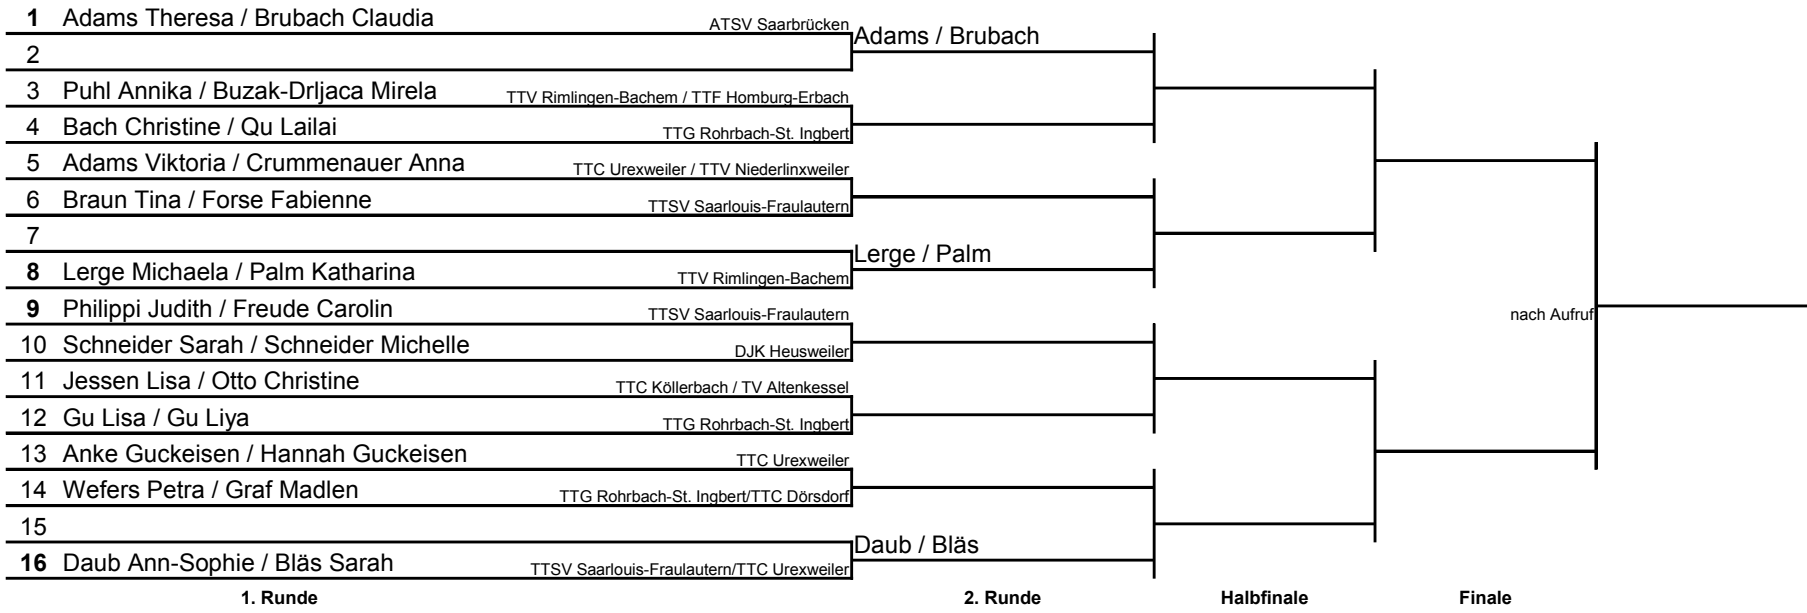 1 Adams Theresa / Brubach Claudia ATSV Saarbrücken
Adams / Brubach
2
3 Puhl Annika / Buzak-Drljaca Mirela TTV Rimlingen-Bachem / TTF Homburg-Erbach
4 Bach Christine / Qu Lailai TTG Rohrbach-St. Ingbert
5 Adams Viktoria / Crummenauer Anna TTC Urexweiler / TTV Niederlinxweiler
6 Braun Tina / Forse Fabienne TTSV Saarlouis-Fraulautern
7
Lerge / Palm
8 Lerge Michaela / Palm Katharina TTV Rimlingen-Bachem
9 Philippi Judith / Freude Carolin TTSV Saarlouis-Fraulautern
nach Aufruf
10 Schneider Sarah / Schneider Michelle DJK Heusweiler
11 Jessen Lisa / Otto Christine TTC Köllerbach / TV Altenkessel
12 Gu Lisa / Gu Liya TTG Rohrbach-St. Ingbert
13 Anke Guckeisen / Hannah Guckeisen TTC Urexweiler
14 Wefers Petra / Graf Madlen TTG Rohrbach-St. Ingbert/TTC Dörsdorf
15
Daub / Bläs
16 Daub Ann-Sophie / Bläs Sarah TTSV Saarlouis-Fraulautern/TTC Urexweiler
1. Runde 2. Runde Halbfinale Finale